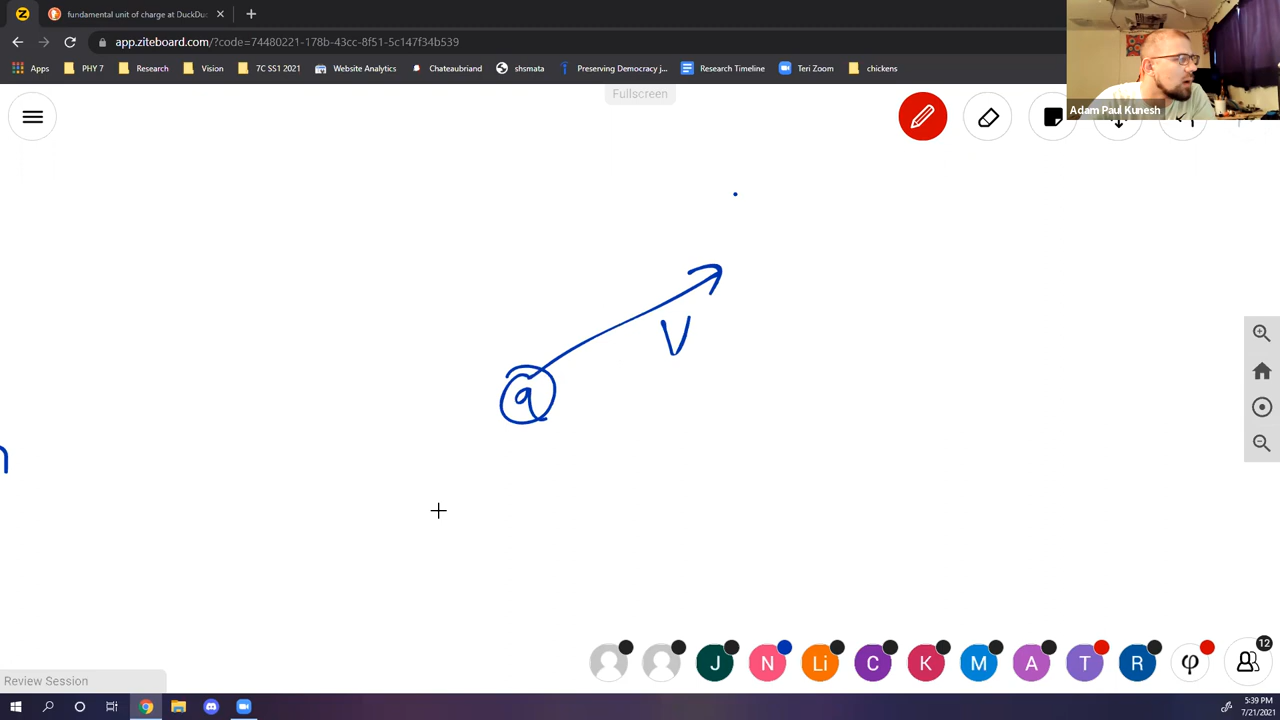 fundamental unit of charge at DuckDuc
app.ziteboard.com/?code=74480221-178b-43cc-8f51-5c147f34b539
Apps PHY 7 Research Vision 7C SS1 2021 Website Analytics Chatea shsmata Preserving Democracy j... Research Timeline Teri Zoom chickens
Fullscreen
Adam Paul Kunesh
V
q
n
12
J N Li C K M A T R φ
Review Session
5:39 PM
7/21/2021